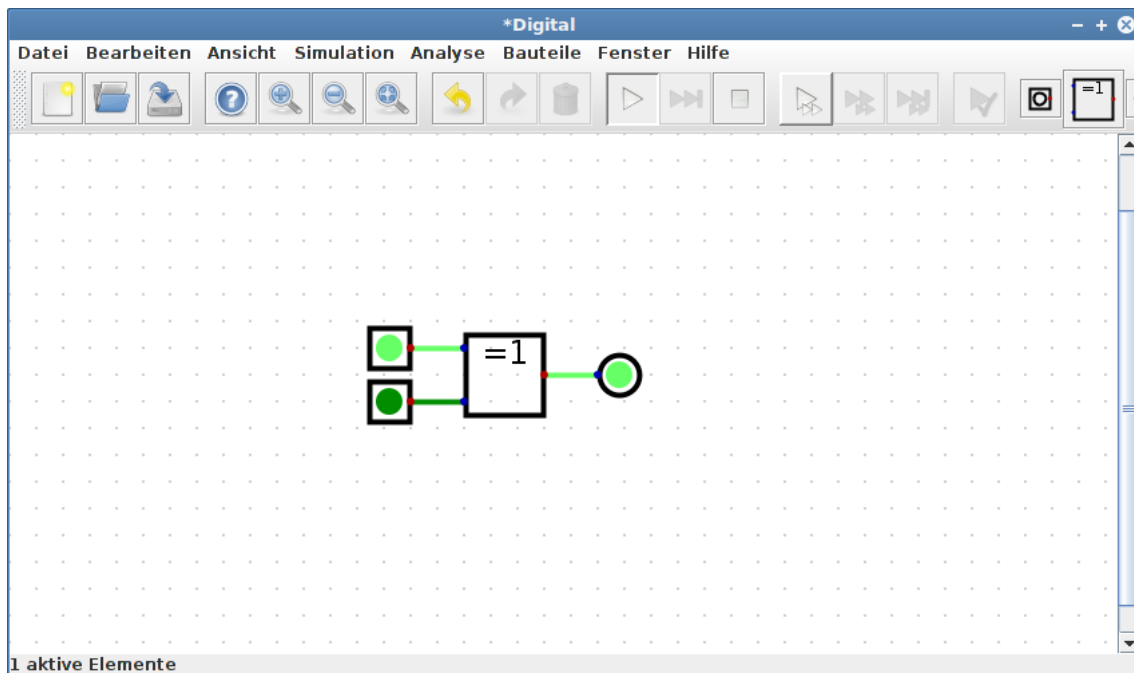 *Digital
Datei Bearbeiten Ansicht Simulation Analyse Bauteile Fenster Hilfe
=1
=1
1 aktive Elemente